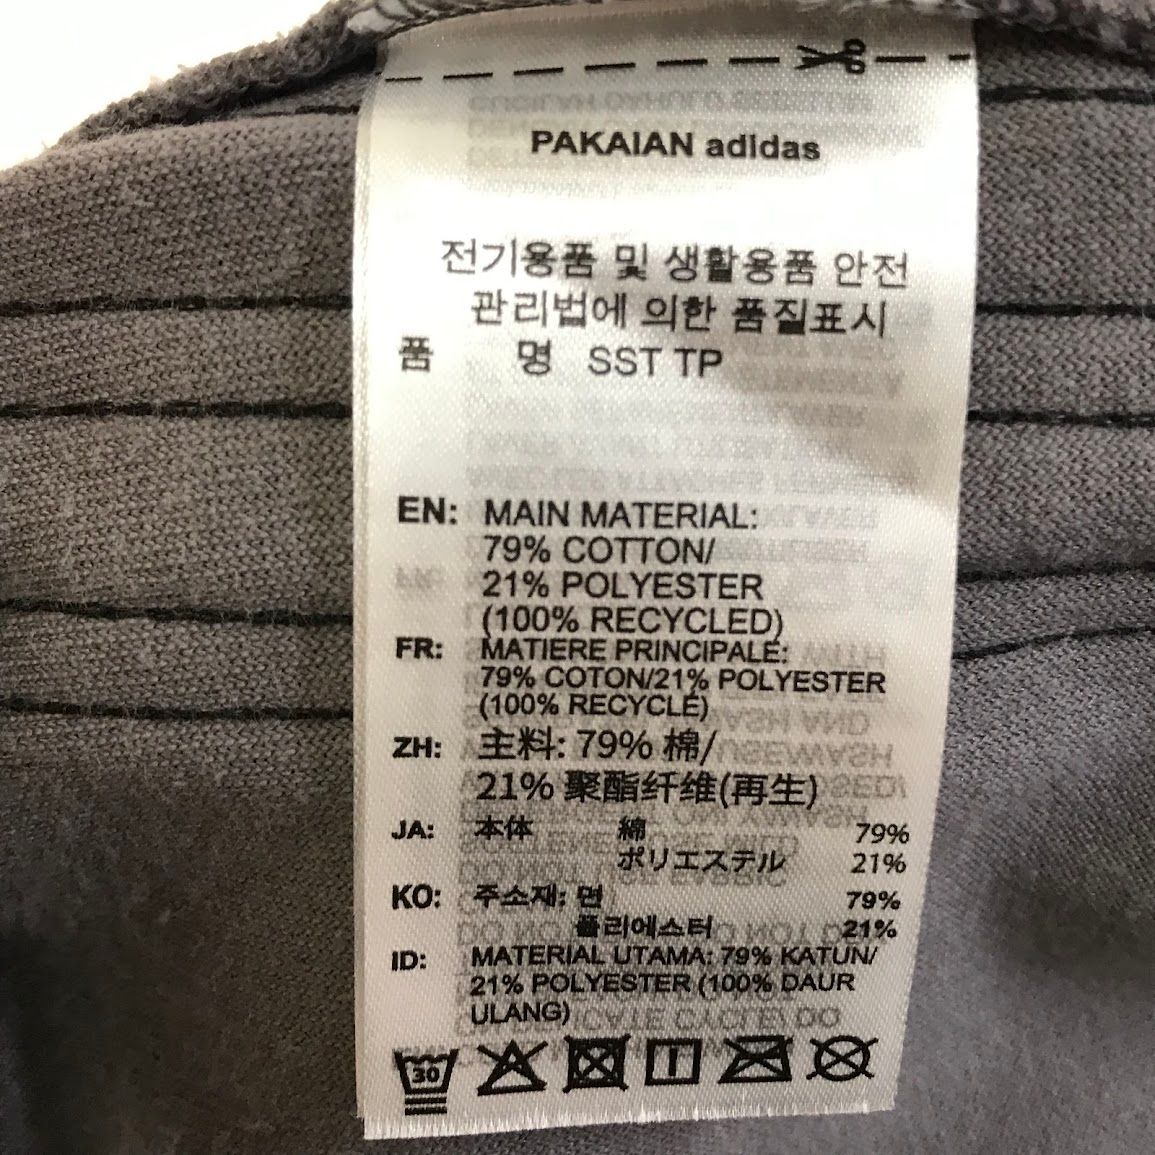 PAKAIAN adidas
전기용품 및 생활용품 안전
관리법에 의한 품질표시
품 명 SST TP
EN: MAIN MATERIAL:
79% COTTON/
21% POLYESTER
(100% RECYCLED)
FR: MATIERE PRINCIPALE:
79% COTON/21% POLYESTER
(100% RECYCLÉ)
ZH: 主料: 79% 棉/
21% 聚酯纤维(再生)
JA: 本体 綿 79%
ポリエステル 21%
KO: 주소재: 면 79%
폴리에스터 21%
ID: MATERIAL UTAMA: 79% KATUN/
21% POLYESTER (100% DAUR
ULANG)
30